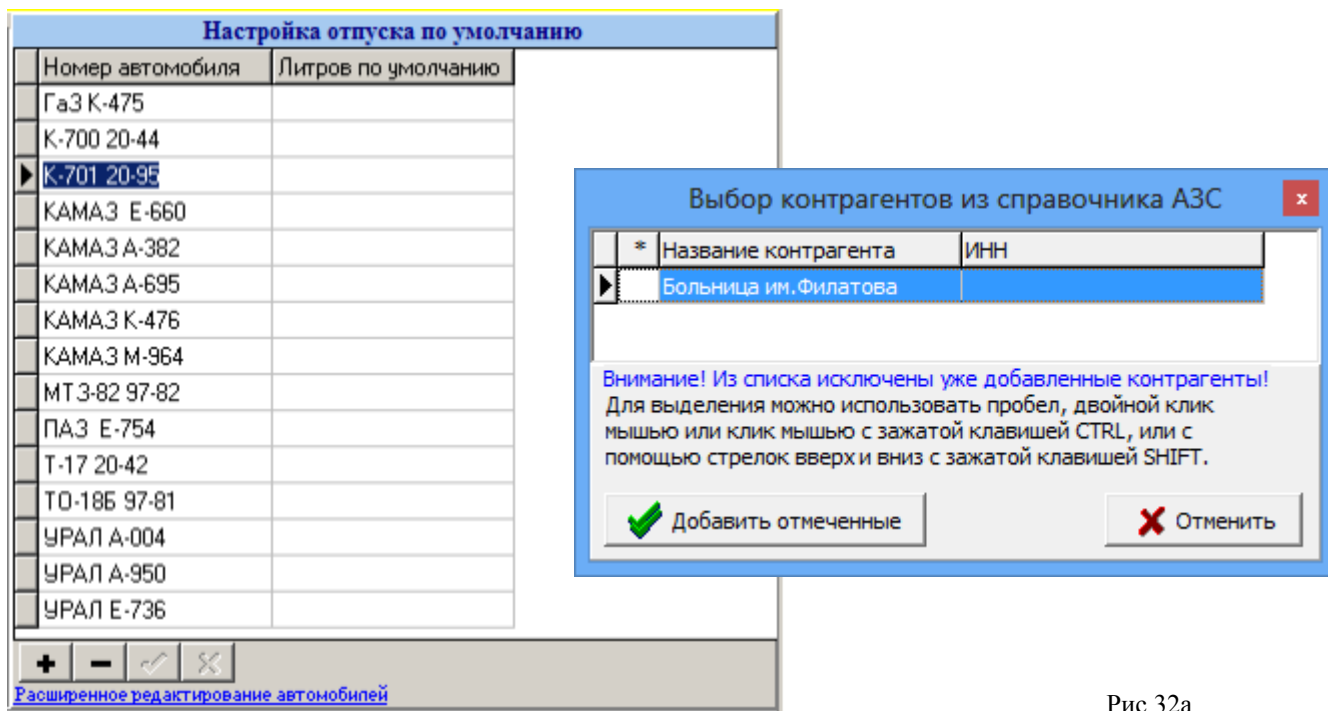 Настройка отпуска по умолчанию
Номер автомобиля Литров по умолчанию
ГаЗ К-475
К-700 20-44
К-701 20-95
КАМАЗ Е-660
КАМАЗ А-382
КАМАЗ А-695
КАМАЗ К-476
КАМАЗ М-964
МТЗ-82 97-82
ПАЗ Е-754
Т-17 20-42
ТО-18Б 97-81
УРАЛ А-004
УРАЛ А-950
УРАЛ Е-736
Расширенное редактирование автомобилей
Выбор контрагентов из справочника АЗС
* Название контрагента ИНН
Больница им.Филатова
Внимание! Из списка исключены уже добавленные контрагенты!
Для выделения можно использовать пробел, двойной клик
мышью или клик мышью с зажатой клавишей CTRL, или с
помощью стрелок вверх и вниз с зажатой клавишей SHIFT.
Добавить отмеченные Отменить
Рис 32а